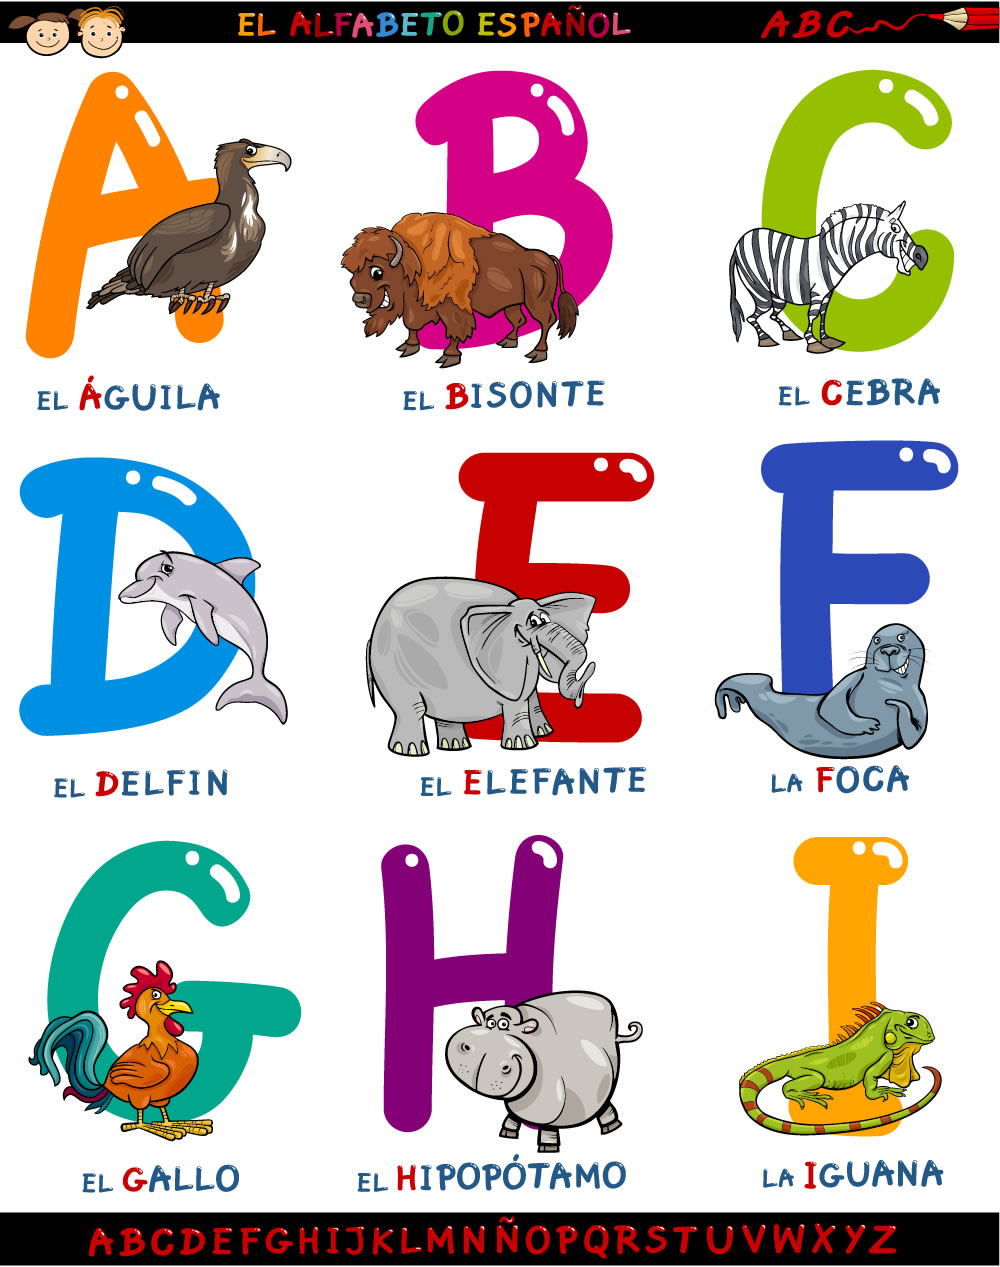 EL ALFABETO ESPAÑOL ABC
A B C
EL ÁGUILA EL BISONTE EL CEBRA
D E F
EL DELFIN EL ELEFANTE LA FOCA
G H I
EL GALLO EL HIPOPÓTAMO LA IGUANA
ABCDEFGHIJKLMNÑOPQRSTUVWXYZ